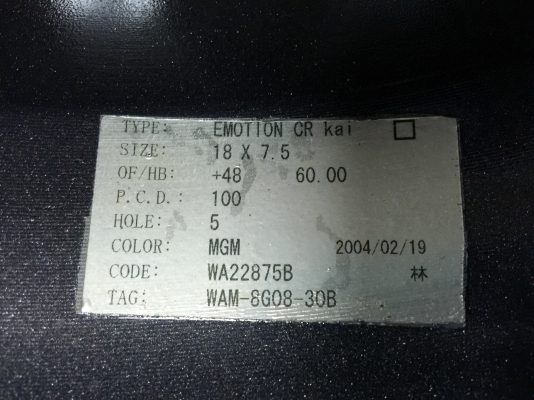 TYPE: EMOTION CR kai □
SIZE: 18 X 7.5
OF/HB: +48 60.00
P.C.D.: 100
HOLE: 5
COLOR: MGM 2004/02/19
CODE: WA22875B 林
TAG: WAM-8G08-30B